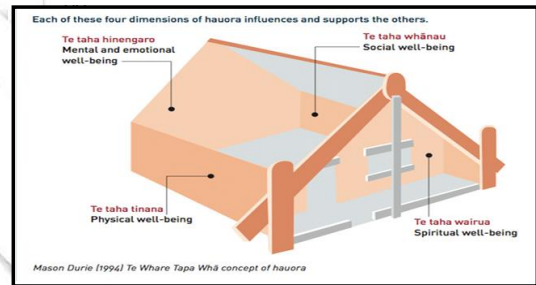 Each of these four dimensions of hauora influences and supports the others.
Te taha hinengaro
Mental and emotional
well-being
Te taha whānau
Social well-being
Te taha tinana
Physical well-being
Te taha wairua
Spiritual well-being
Mason Durie (1994) Te Whare Tapa Whā concept of hauora